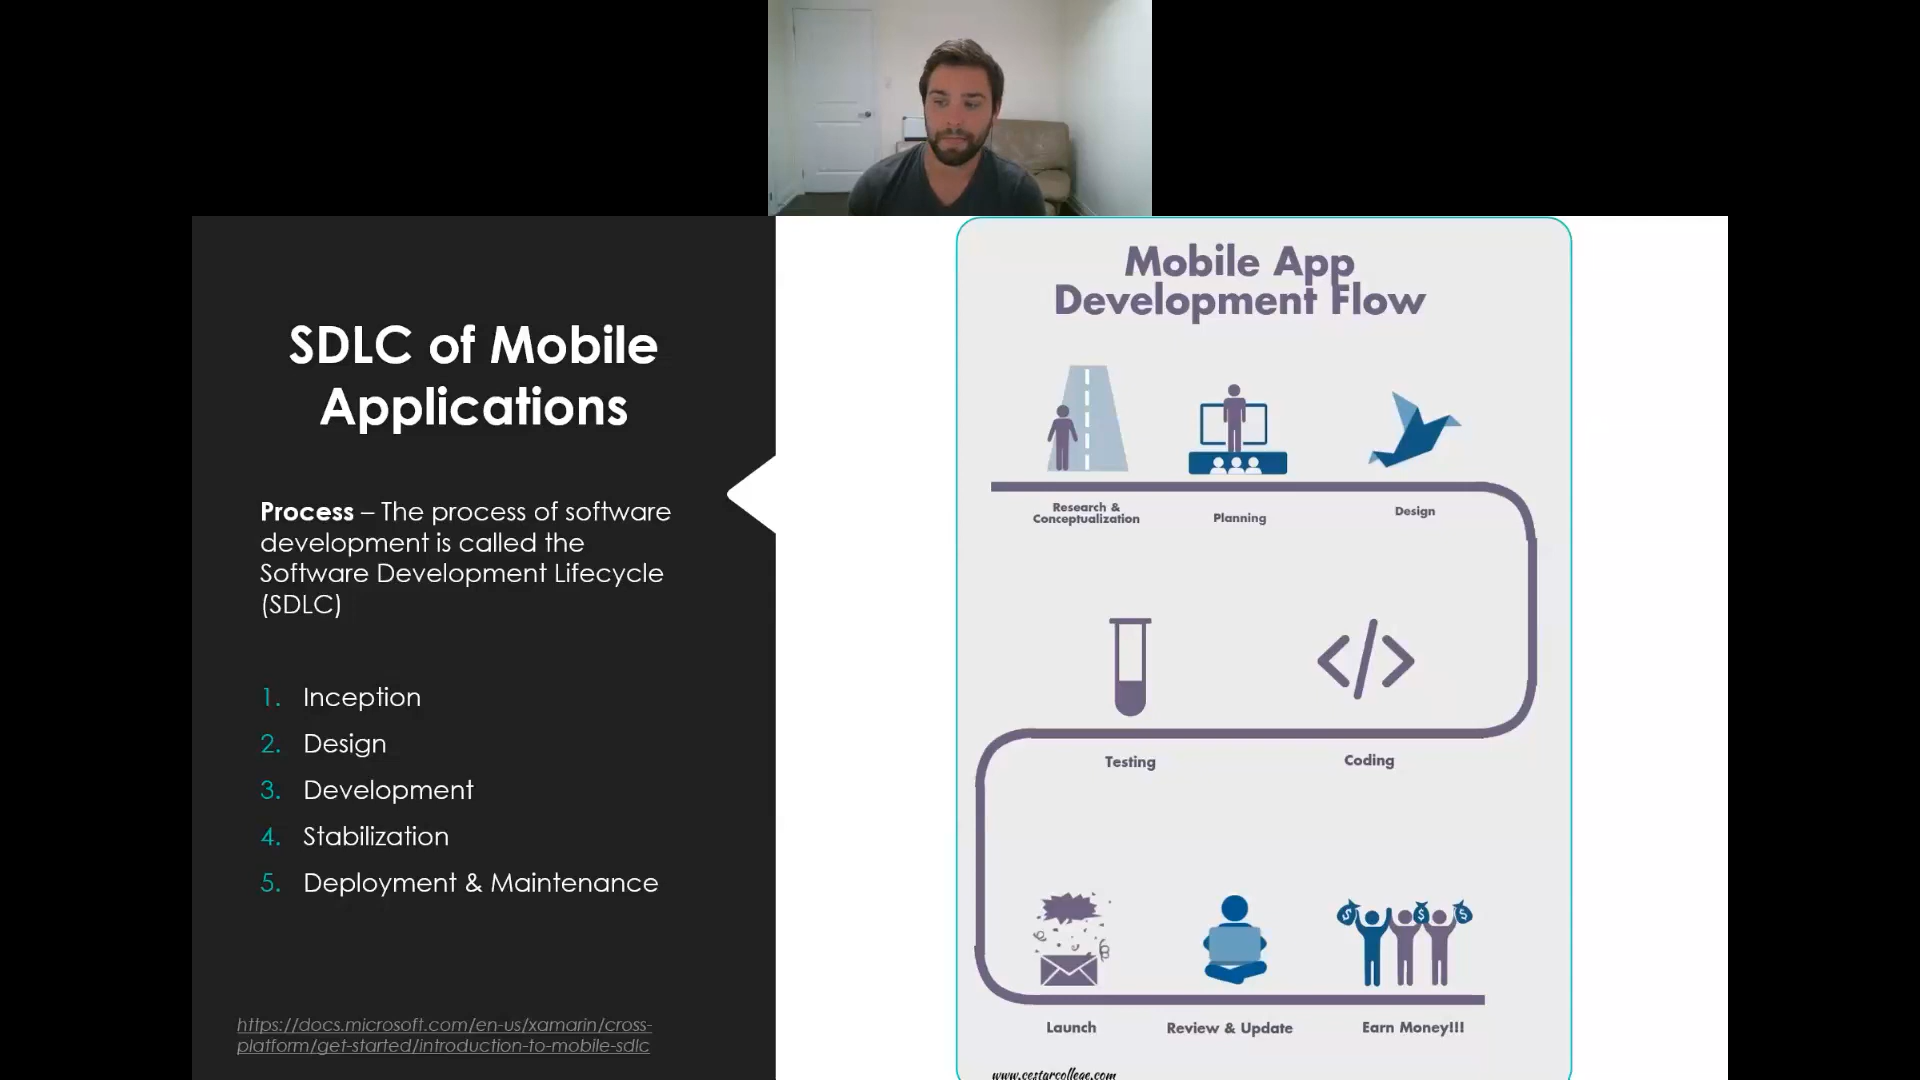 SDLC of Mobile
Applications
Process – The process of software
development is called the
Software Development Lifecycle
(SDLC)
1. Inception
2. Design
3. Development
4. Stabilization
5. Deployment & Maintenance
https://docs.microsoft.com/en-us/xamarin/cross-
platform/get-started/introduction-to-mobile-sdlc
Mobile App
Development Flow
Research &
Conceptualization
Planning
Design
Testing
Coding
$ $ $
Launch
Review & Update
Earn Money!!!
www.cestarcollege.com